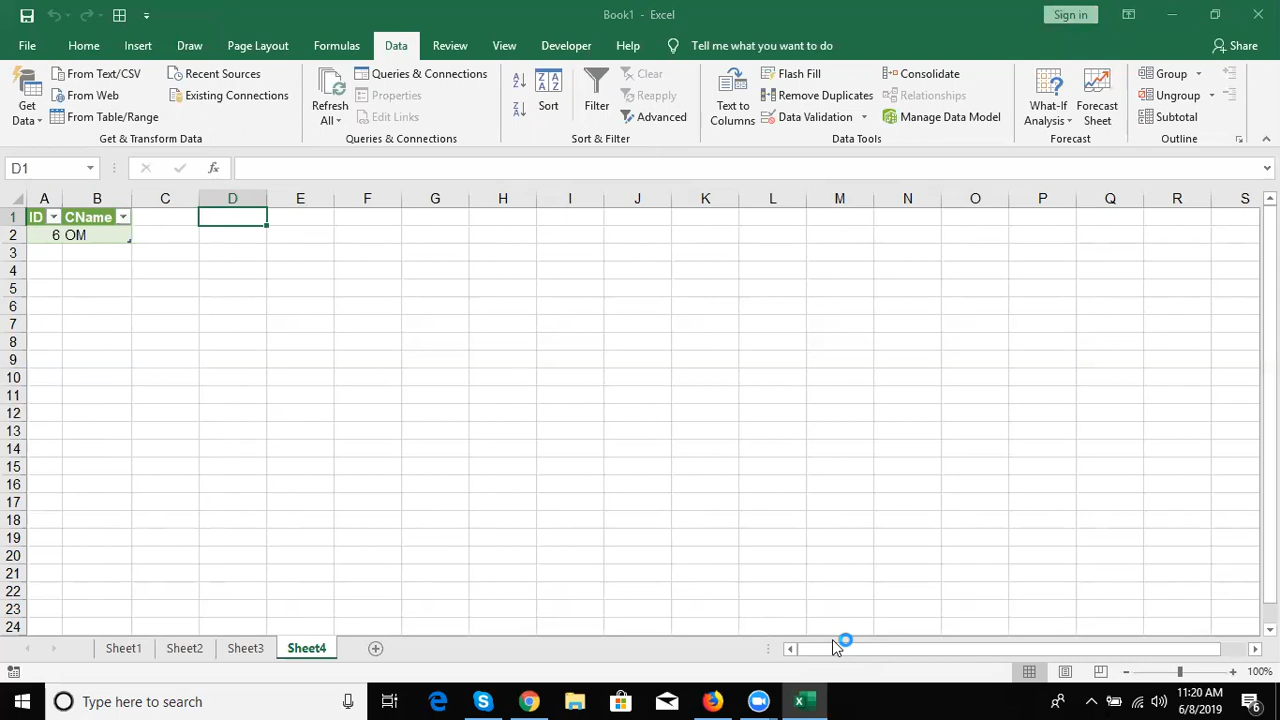 Book1 - Excel
Sign in
File Home Insert Draw Page Layout Formulas Data Review View Developer Help Tell me what you want to do Share
Get Data
From Text/CSV
From Web
From Table/Range
Recent Sources
Existing Connections
Get & Transform Data
Refresh All
Queries & Connections
Properties
Edit Links
Queries & Connections
Sort
Filter
Clear
Reapply
Advanced
Sort & Filter
Text to Columns
Flash Fill
Remove Duplicates
Data Validation
Consolidate
Relationships
Manage Data Model
Data Tools
What-If Analysis
Forecast Sheet
Forecast
Group
Ungroup
Subtotal
Outline
D1
fx
A B C D E F G H I J K L M N O P Q R S
1 ID CName
2 6 OM
3
4
5
6
7
8
9
10
11
12
13
14
15
16
17
18
19
20
21
22
23
24
Sheet1 Sheet2 Sheet3 Sheet4
100%
Type here to search
11:20 AM
6/8/2019
6